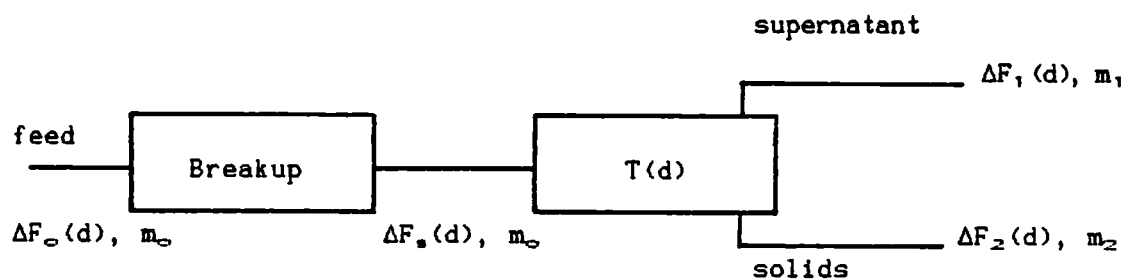 supernatant
ΔF₁(d), m₁
feed
Breakup
T(d)
ΔF₀(d), m₀
ΔFₛ(d), m₀
ΔF₂(d), m₂
solids